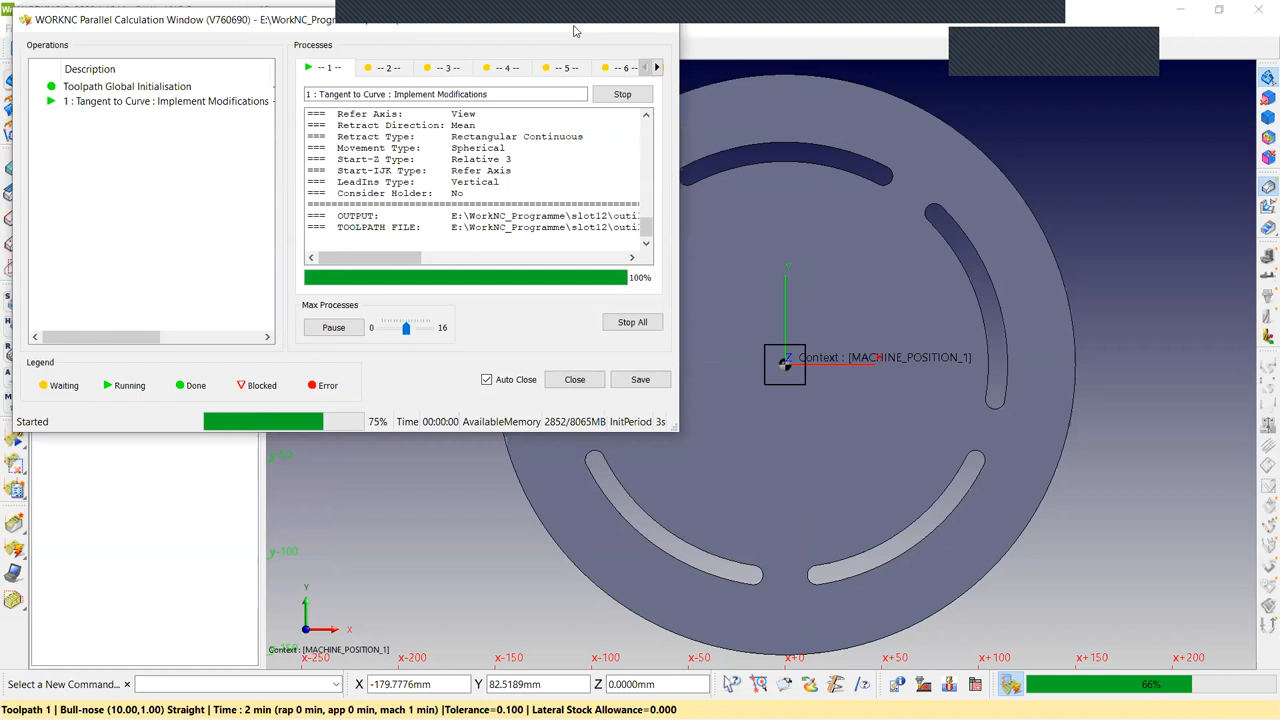 WORKNC Parallel Calculation Window (V760690) - E:\WorkNC_Prog
Operations
Description
Toolpath Global Initialisation
1 : Tangent to Curve : Implement Modifications
Processes
-- 1 -- -- 2 -- -- 3 -- -- 4 -- -- 5 -- -- 6 --
1 : Tangent to Curve : Implement Modifications Stop
=== Refer Axis: View
=== Retract Direction: Mean
=== Retract Type: Rectangular Continuous
=== Movement Type: Spherical
=== Start-Z Type: Relative 3
=== Start-IJK Type: Refer Axis
=== LeadIns Type: Vertical
=== Consider Holder: No
=== OUTPUT: E:\WorkNC_Programme\slot12\outi
=== TOOLPATH FILE: E:\WorkNC_Programme\slot12\outi
100%
Max Processes
Pause 0 16
Stop All
Legend
Waiting Running Done Blocked Error
Auto Close Close Save
Started 75% Time 00:00:00 AvailableMemory 2852/8065MB InitPeriod 3s
Y
Z Context : [MACHINE_POSITION_1]
y-50
y-100
Y
X
Context : [MACHINE_POSITION_1]
x-250 x-200 x-150 x-100 x-50 x+0 x+50 x+100 x+150 x+200
Select a New Command... X -179.7776mm Y 82.5189mm Z 0.0000mm 66%
Toolpath 1 | Bull-nose (10.00,1.00) Straight | Time : 2 min (rap 0 min, app 0 min, mach 1 min) |Tolerance=0.100 | Lateral Stock Allowance=0.000